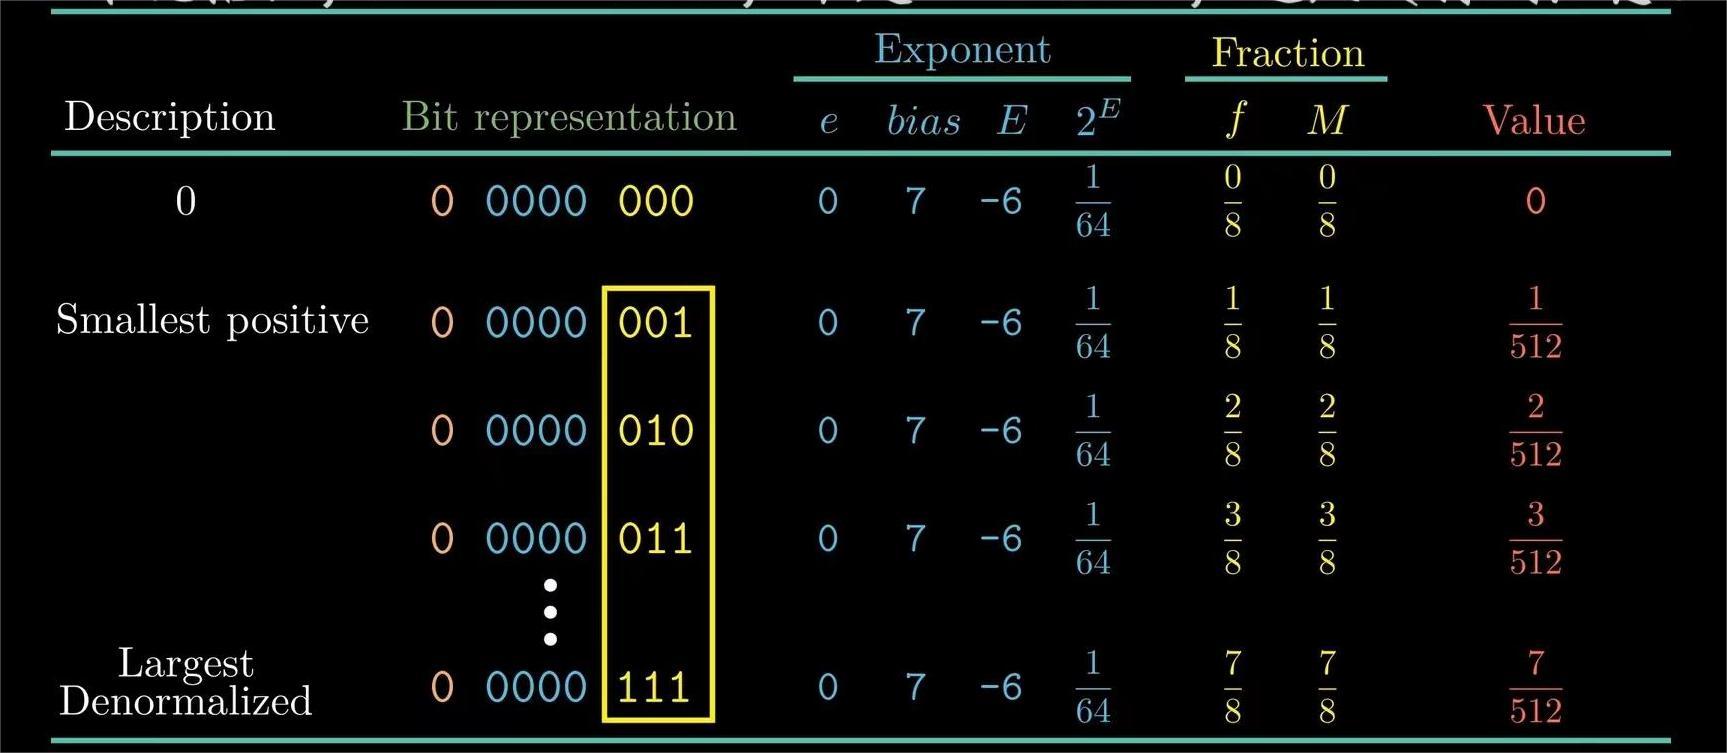 Exponent Fraction
Description Bit representation e bias E 2^E f M Value
0 0 0000 000 0 7 -6 1/64 0/8 0/8 0
Smallest positive 0 0000 001 0 7 -6 1/64 1/8 1/8 1/512
0 0000 010 0 7 -6 1/64 2/8 2/8 2/512
0 0000 011 0 7 -6 1/64 3/8 3/8 3/512
Largest
Denormalized 0 0000 111 0 7 -6 1/64 7/8 7/8 7/512